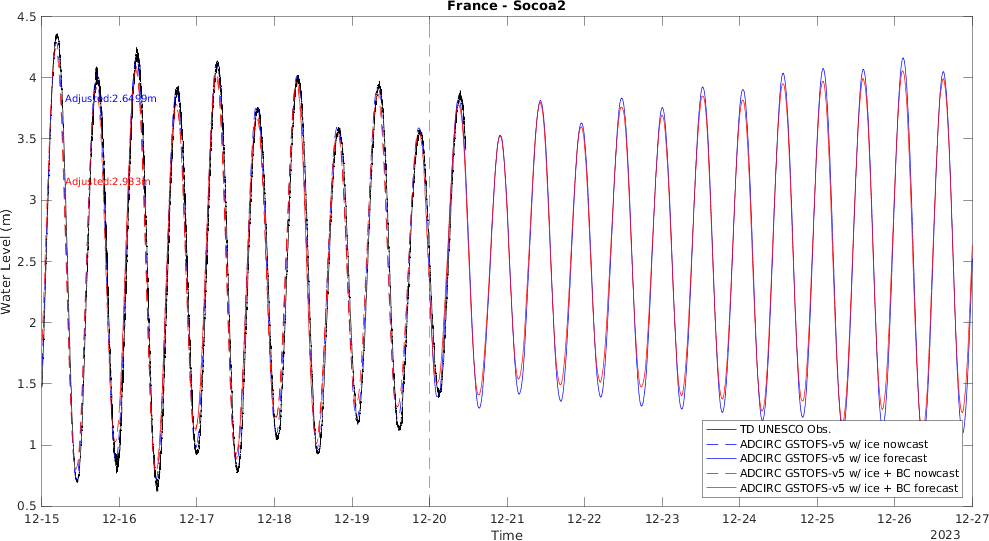 France - Socoa2
4.5
4
3.5
3
2.5
2
1.5
1
0.5
Water Level (m)
Adjusted:2.6499m
Adjusted:2.983m
TD UNESCO Obs.
ADCIRC GSTOFS-v5 w/ ice nowcast
ADCIRC GSTOFS-v5 w/ ice forecast
ADCIRC GSTOFS-v5 w/ ice + BC nowcast
ADCIRC GSTOFS-v5 w/ ice + BC forecast
12-15 12-16 12-17 12-18 12-19 12-20 12-21 12-22 12-23 12-24 12-25 12-26 12-27
Time
2023